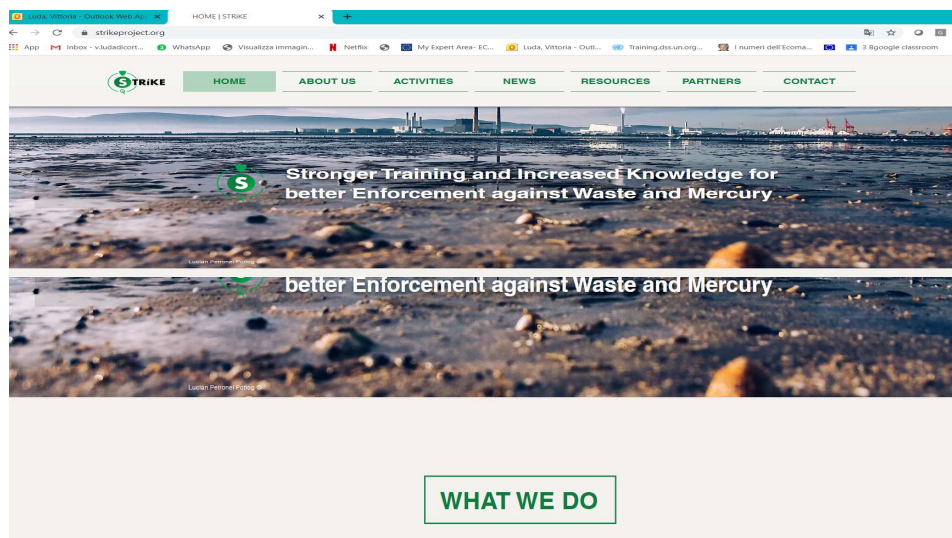 Luda, Vittoria - Outlook Web Ap
HOME | STRiKE
strikeproject.org
App
Inbox - v.ludadicort...
WhatsApp
Visualizza immagin...
Netflix
My Expert Area- EC...
Luda, Vittoria - Outl...
Training.dss.un.org...
I numeri dell'Ecoma...
3 Bgoogle classroom
STRiKE
HOME
ABOUT US
ACTIVITIES
NEWS
RESOURCES
PARTNERS
CONTACT
S
Stronger Training and Increased Knowledge for
better Enforcement against Waste and Mercury
Lucian Petronel Potlog ©
better Enforcement against Waste and Mercury
Lucian Petronel Potlog ©
WHAT WE DO